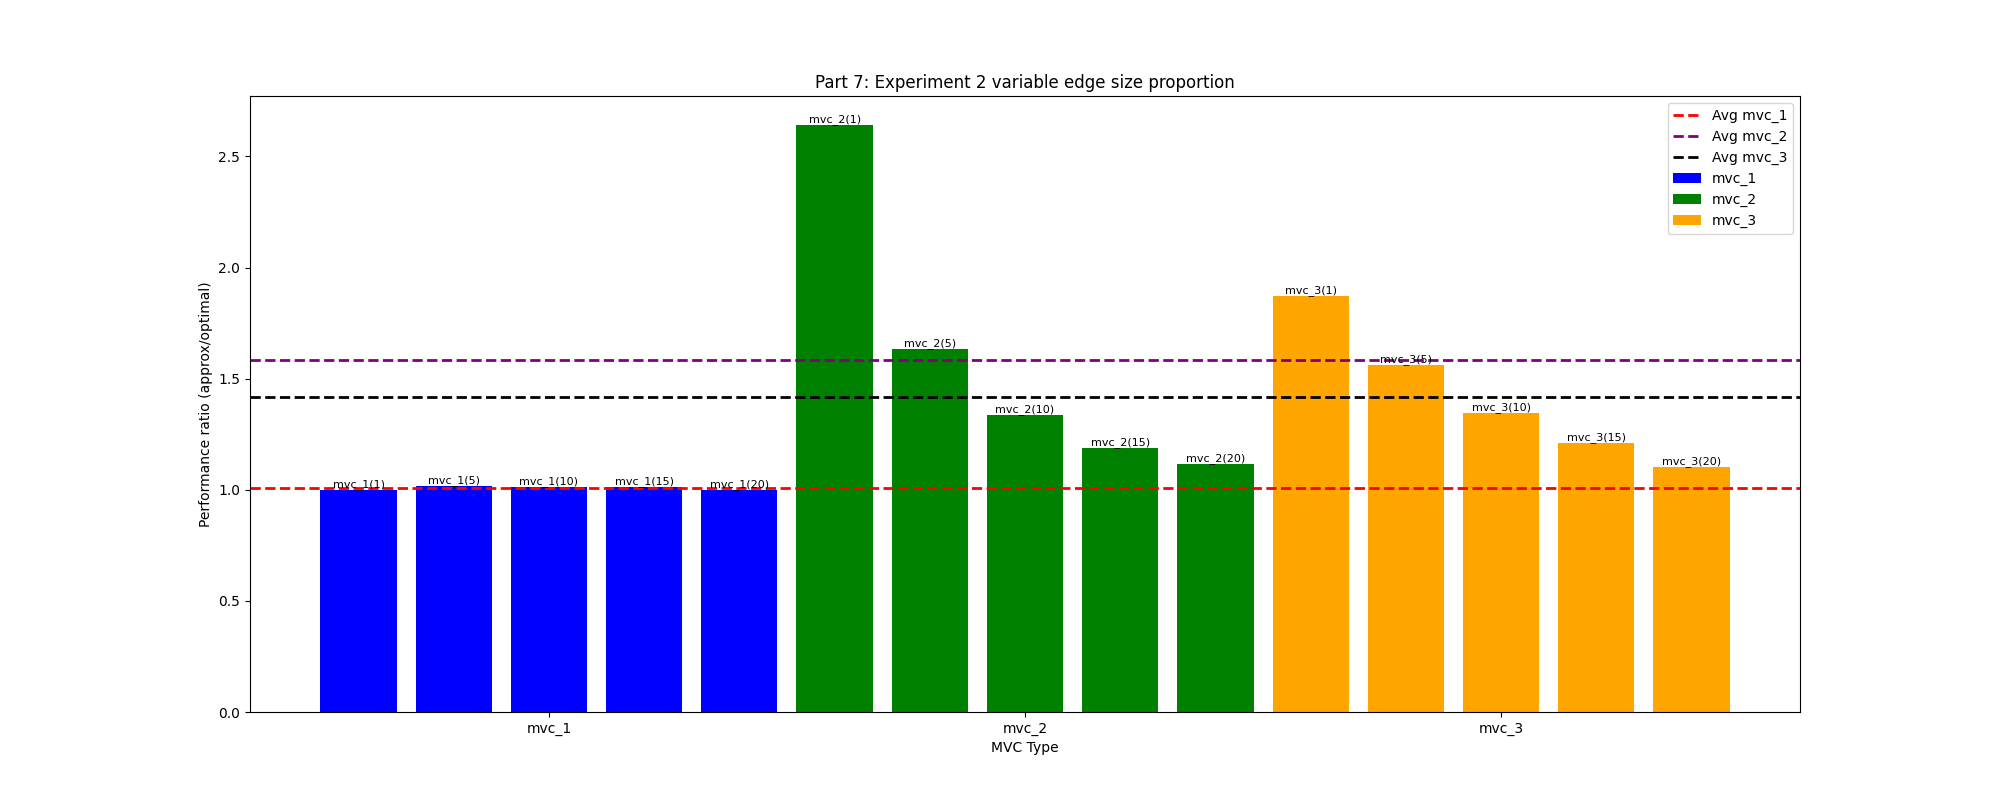 Part 7: Experiment 2 variable edge size proportion
Performance ratio (approx/optimal)
2.5
2.0
1.5
1.0
0.5
0.0
mvc_1(1)
mvc_1(5)
mvc_1(10)
mvc_1(15)
mvc_1(20)
mvc_2(1)
mvc_2(5)
mvc_2(10)
mvc_2(15)
mvc_2(20)
mvc_3(1)
mvc_3(5)
mvc_3(10)
mvc_3(15)
mvc_3(20)
Avg mvc_1
Avg mvc_2
Avg mvc_3
mvc_1
mvc_2
mvc_3
mvc_1
mvc_2
mvc_3
MVC Type